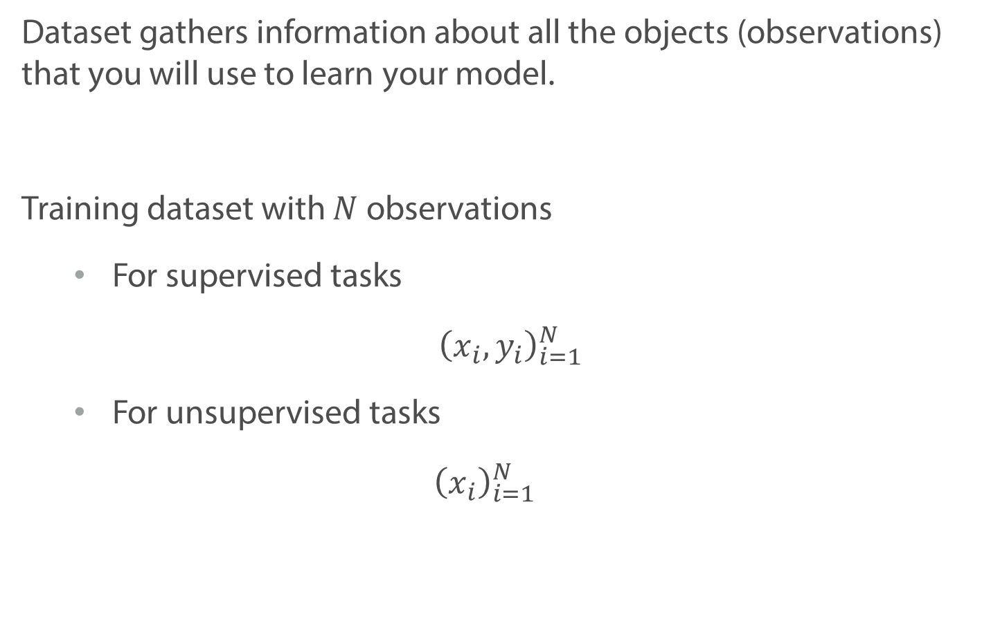 Dataset gathers information about all the objects (observations)
that you will use to learn your model.
Training dataset with N observations
• For supervised tasks
$(x_i, y_i)_{i=1}^{N}$
• For unsupervised tasks
$(x_i)_{i=1}^{N}$